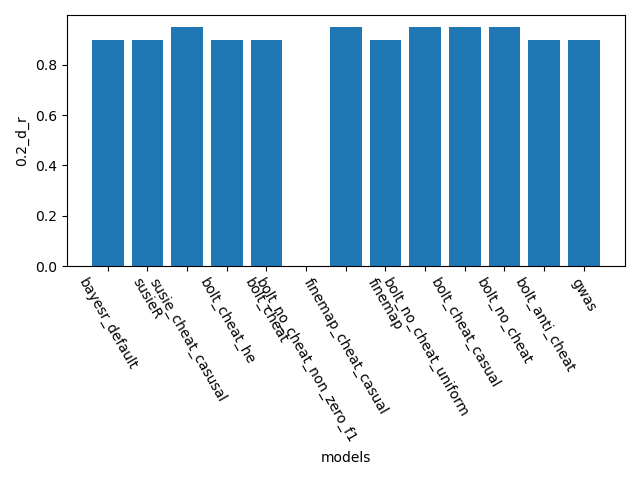 0.2_d_r
0.8
0.6
0.4
0.2
0.0
bayesr_default
susieR
susie_cheat_casusal
bolt_cheat_he
bolt_cheat
bolt_no_cheat_non_zero_f1
finemap_cheat_casual
finemap
bolt_no_cheat_uniform
bolt_cheat_casual
bolt_no_cheat
bolt_anti_cheat
gwas
models